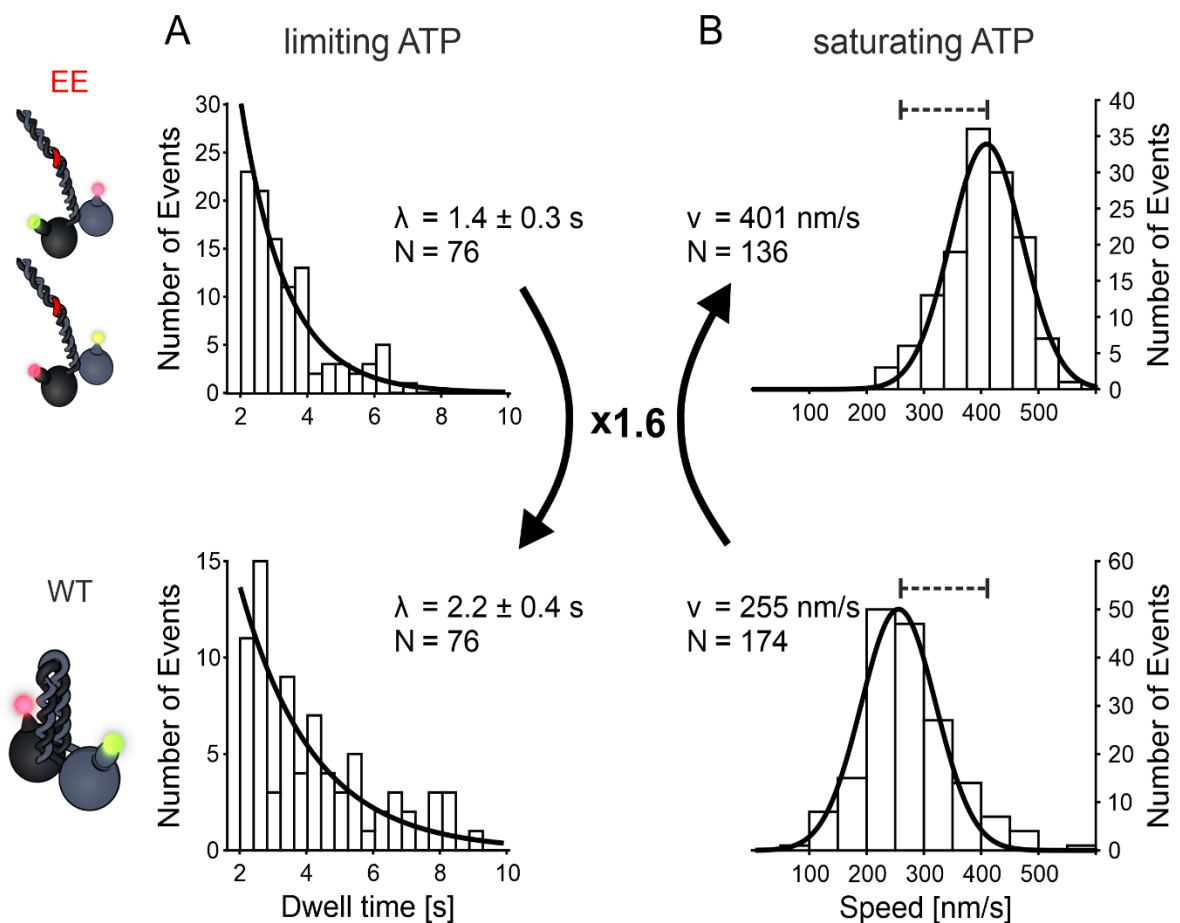 A
limiting ATP
B
saturating ATP
EE
Number of Events
30
25
20
15
10
5
0
2
4
6
8
10
λ = 1.4 ± 0.3 s
N = 76
v = 401 nm/s
N = 136
40
35
30
25
20
15
10
5
0
Number of Events
100
200
300
400
500
x1.6
WT
Number of Events
15
10
5
0
2
4
6
8
10
Dwell time [s]
λ = 2.2 ± 0.4 s
N = 76
v = 255 nm/s
N = 174
60
50
40
30
20
10
0
Number of Events
100
200
300
400
500
Speed [nm/s]